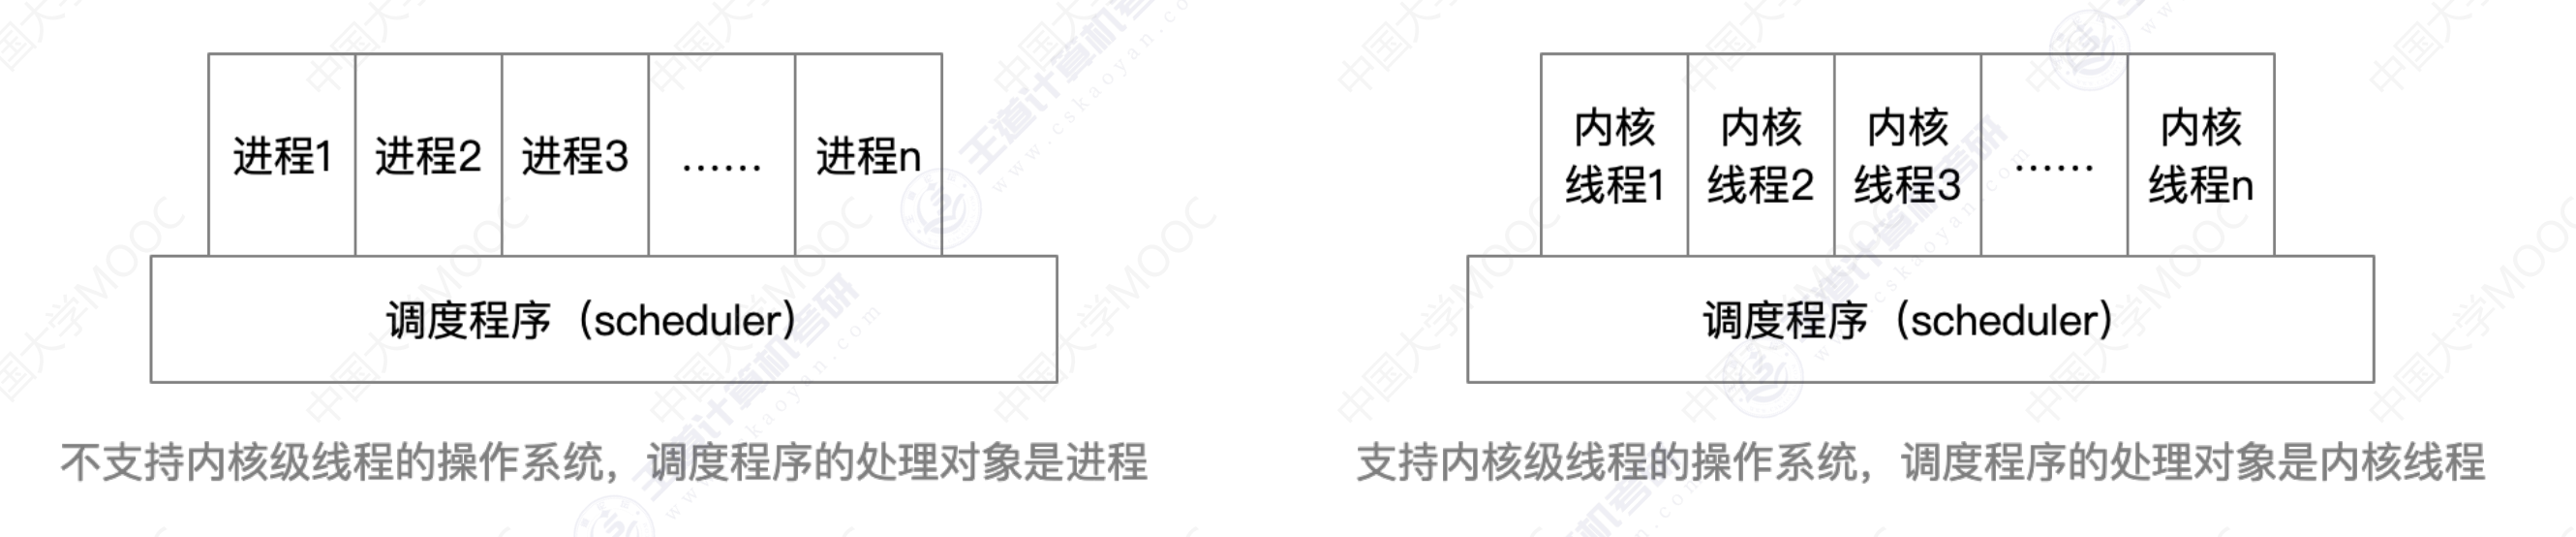 进程1
进程2
进程3
……
进程n
调度程序（scheduler）
不支持内核级线程的操作系统，调度程序的处理对象是进程
内核
线程1
内核
线程2
内核
线程3
……
内核
线程n
调度程序（scheduler）
支持内核级线程的操作系统，调度程序的处理对象是内核线程
中国大学MOOC
王道计算机考研
www.cskaoyan.com